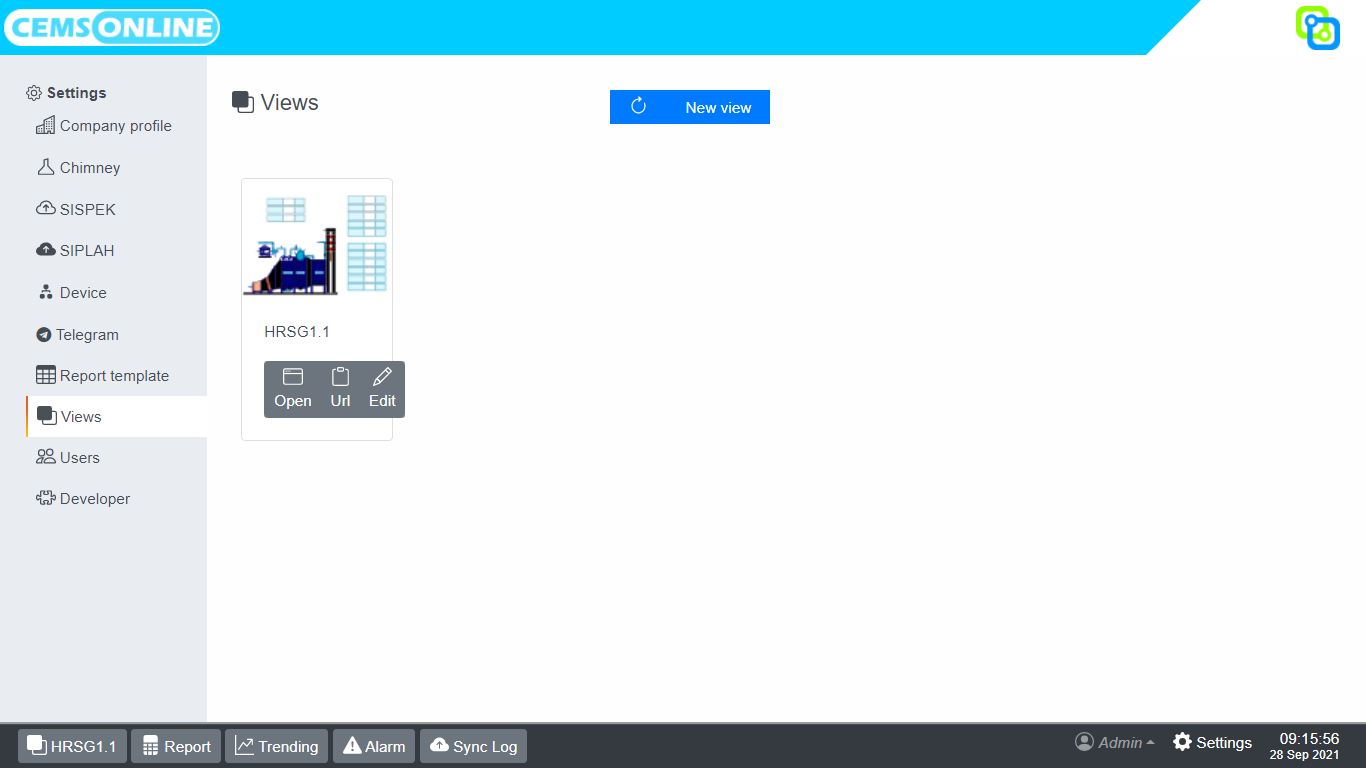 CEMSONLINE
Settings
Company profile
Chimney
SISPEK
SIPLAH
Device
Telegram
Report template
Views
Users
Developer
Views
New view
HRSG1.1
Open Url Edit
HRSG1.1 Report Trending Alarm Sync Log
Admin Settings
09:15:56
28 Sep 2021